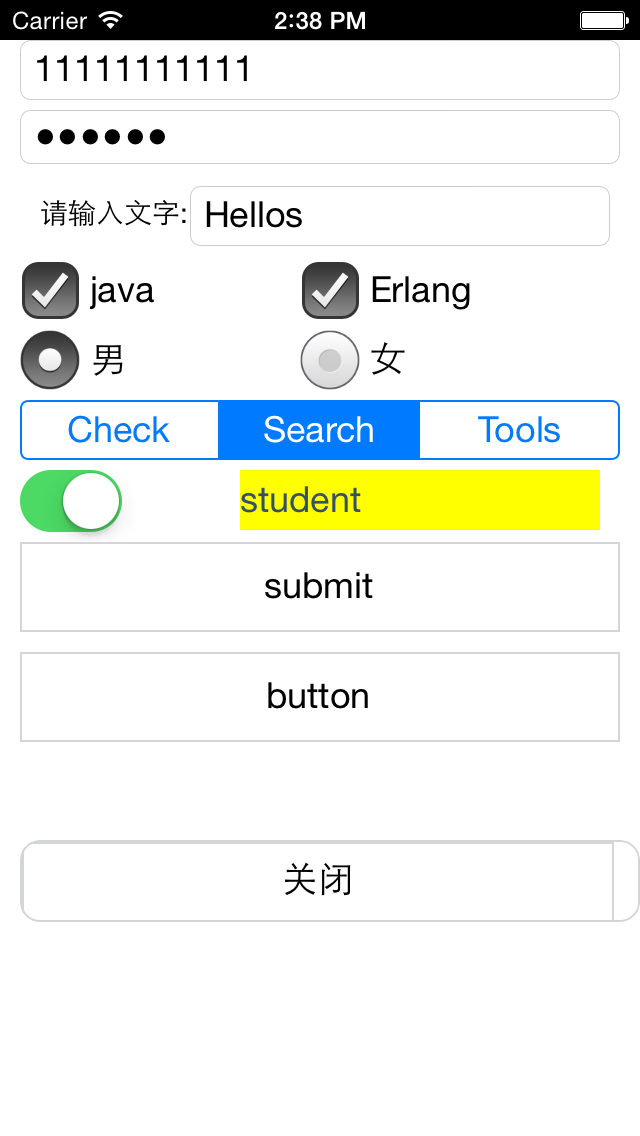 Carrier 2:38 PM
11111111111
••••••
请输入文字: Hellos
java Erlang
男 女
Check Search Tools
student
submit
button
关闭